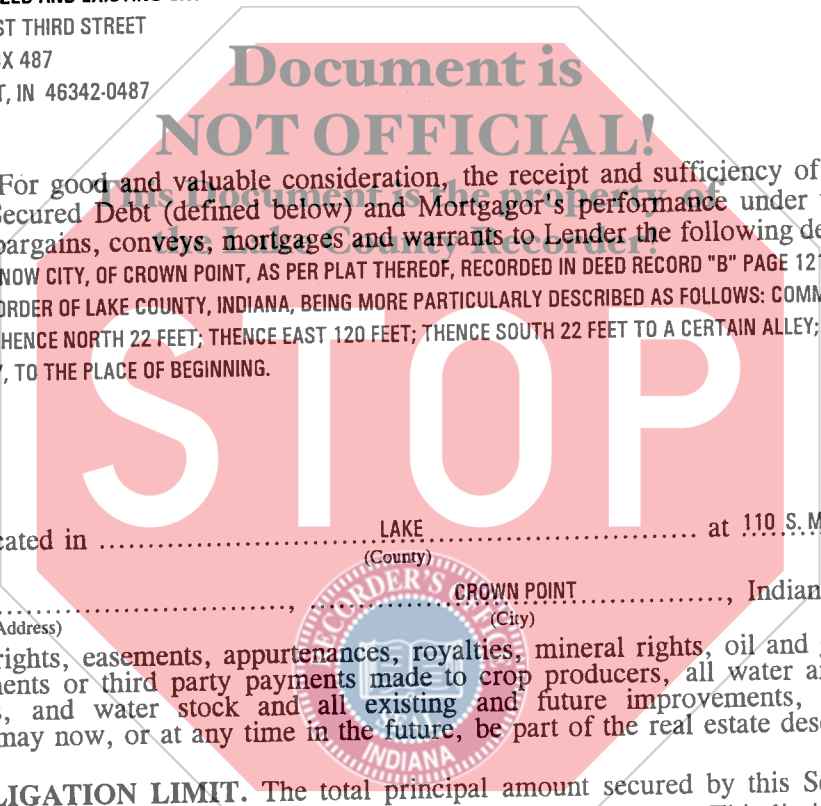 ST THIRD STREET
X 487
T, IN 46342-0487
Document is
NOT OFFICIAL!
This Document is the property of
the Lake County Recorder!
For good and valuable consideration, the receipt and sufficiency of
Secured Debt (defined below) and Mortgagor's performance under
bargains, conveys, mortgages and warrants to Lender the following de
NOW CITY, OF CROWN POINT, AS PER PLAT THEREOF, RECORDED IN DEED RECORD "B" PAGE 121
ORDER OF LAKE COUNTY, INDIANA, BEING MORE PARTICULARLY DESCRIBED AS FOLLOWS: COMM
HENCE NORTH 22 FEET; THENCE EAST 120 FEET; THENCE SOUTH 22 FEET TO A CERTAIN ALLEY;
, TO THE PLACE OF BEGINNING.
STOP
cated in .......................... LAKE .......................... at 110 S. M
(County)
.........................., .......................... CROWN POINT .................., Indian
Address) (City)
rights, easements, appurtenances, royalties, mineral rights, oil and
nents or third party payments made to crop producers, all water a
s, and water stock and all existing and future improvements,
may now, or at any time in the future, be part of the real estate des
RECORDER'S OFFICE
INDIANA
LIGATION LIMIT. The total principal amount secured by this Se